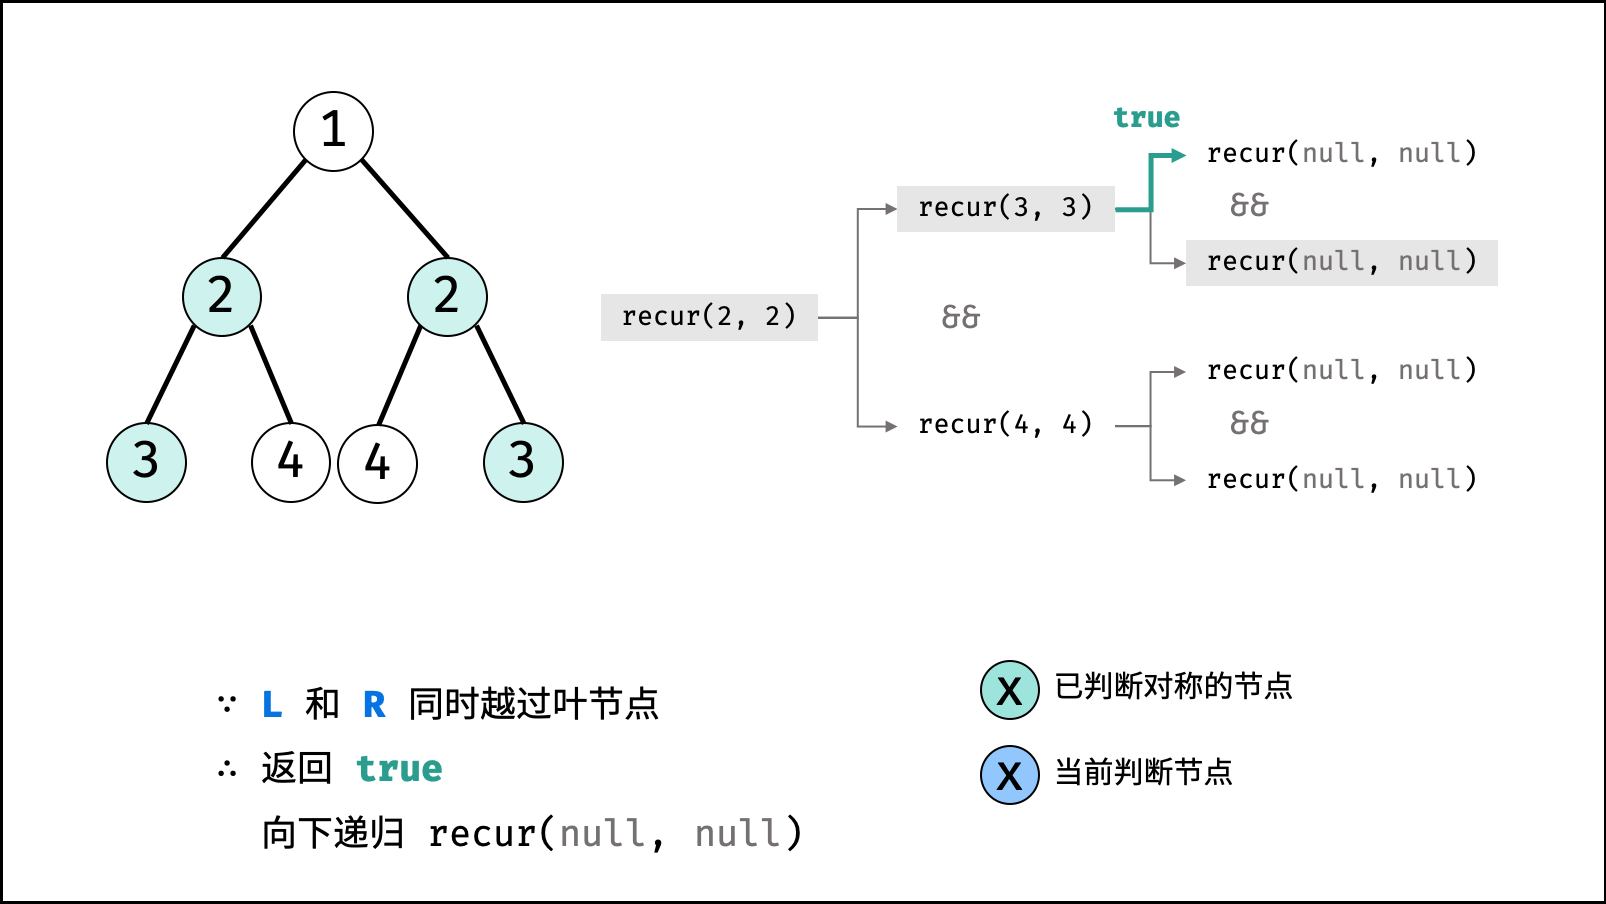 1
2
2
3
4
4
3
true
recur(null, null)
&&
recur(3, 3)
recur(null, null)
recur(2, 2)
&&
recur(null, null)
&&
recur(4, 4)
recur(null, null)
∵ L 和 R 同时越过叶节点
∴ 返回 true
向下递归 recur(null, null)
X 已判断对称的节点
X 当前判断节点